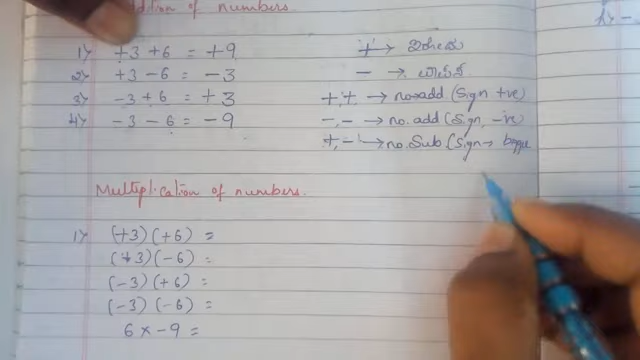 of numbers.
1) +3 +6 = +9
2) +3 -6 = -3
3) -3 +6 = +3
4) -3 -6 = -9
+ →
- →
+,+ → no.add (Sign +ve)
-,- → no.add (Sign, -ve)
+,- → no.Sub (Sign →
Multiplication of numbers.
1) (+3) (+6) =
(+3) (-6) =
(-3) (+6) =
(-3) (-6) =
6 × -9 =